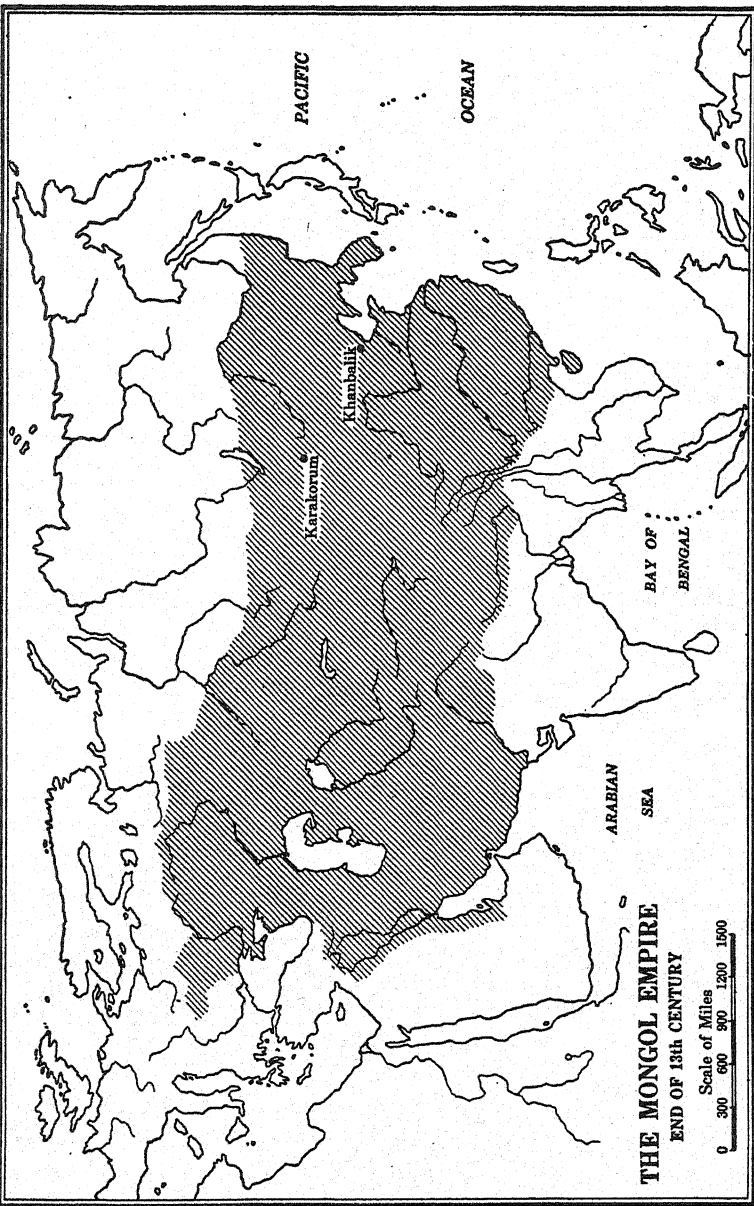 PACIFIC
OCEAN
Khanbalik
Karakorum
BAY OF
BENGAL
ARABIAN
SEA
THE MONGOL EMPIRE
END OF 13th CENTURY
Scale of Miles
0 300 600 900 1200 1500